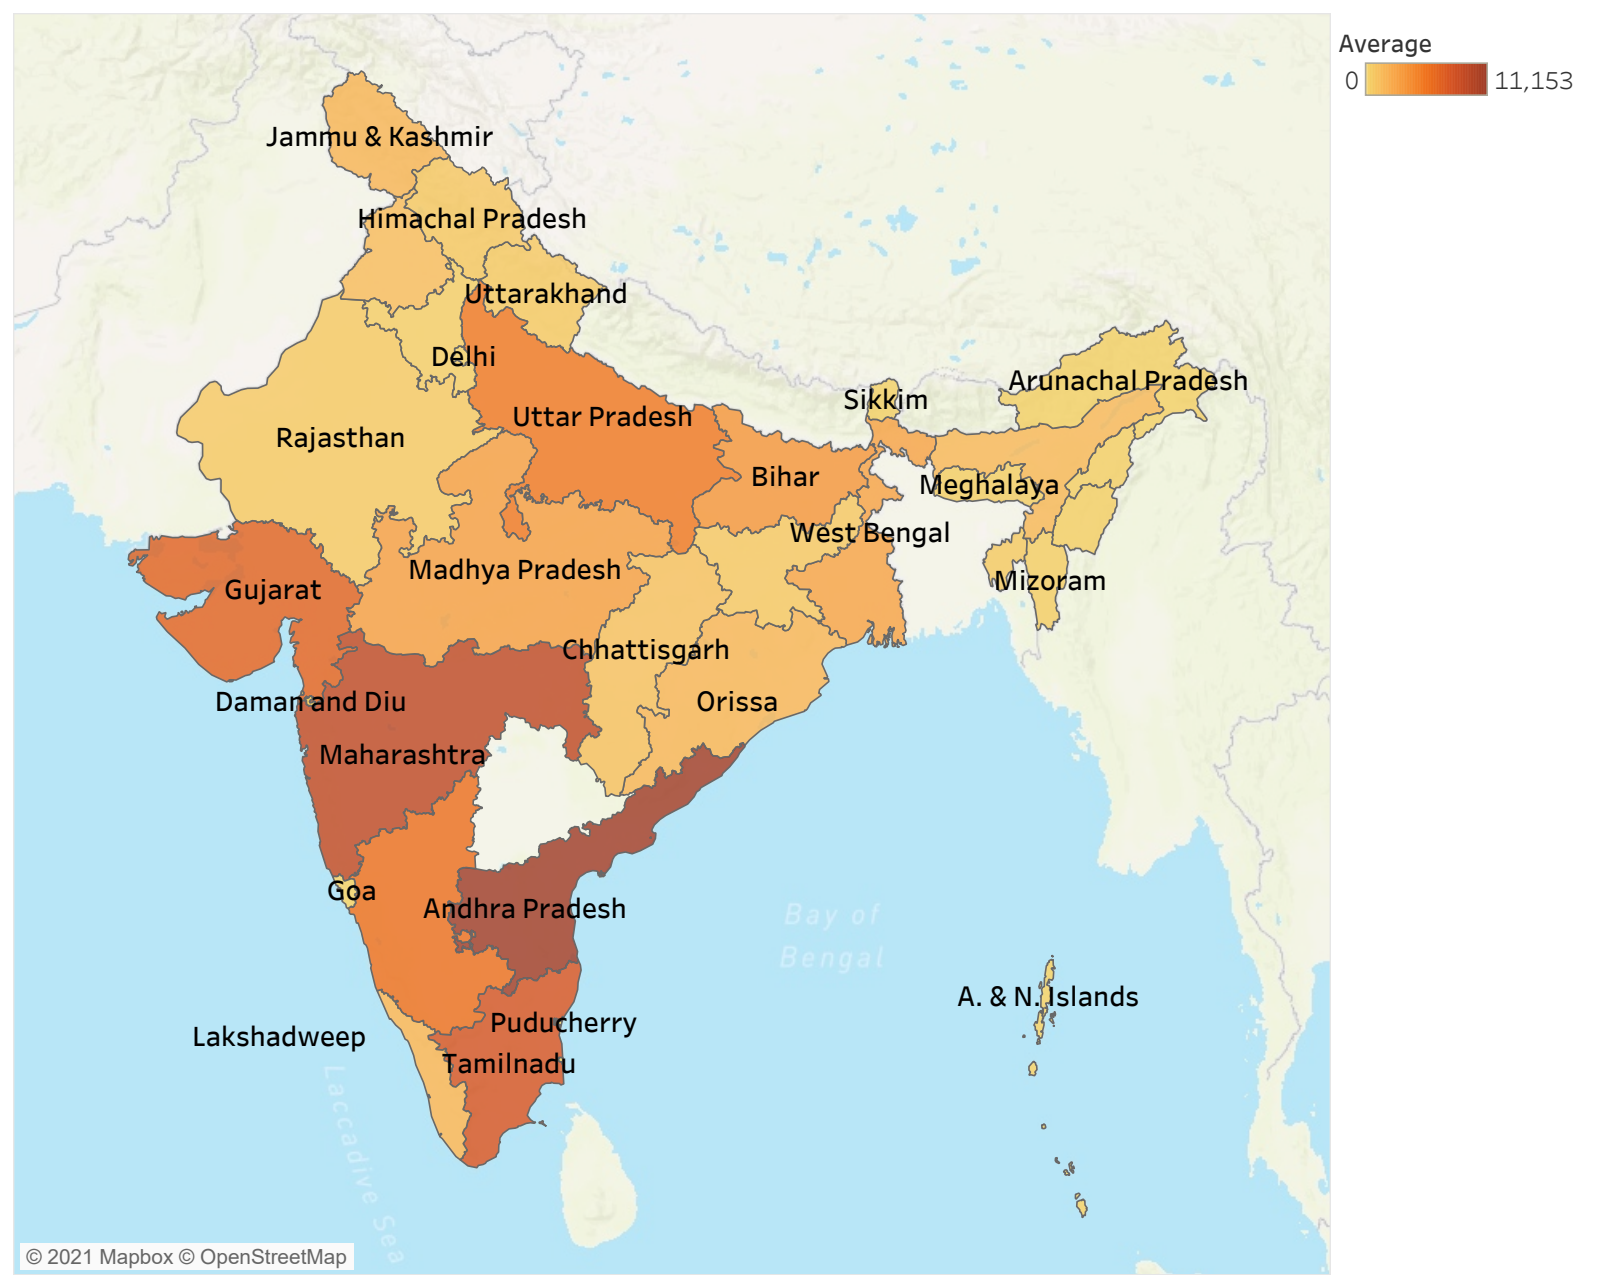 Average
0 11,153
Jammu & Kashmir
Himachal Pradesh
Uttarakhand
Delhi
Arunachal Pradesh
Sikkim
Uttar Pradesh
Rajasthan
Bihar
Meghalaya
West Bengal
Madhya Pradesh
Mizoram
Gujarat
Chhattisgarh
Daman and Diu
Orissa
Maharashtra
Goa
Andhra Pradesh
Bay of
Bengal
A. & N. Islands
Puducherry
Lakshadweep
Tamilnadu
Laccadive Sea
© 2021 Mapbox © OpenStreetMap